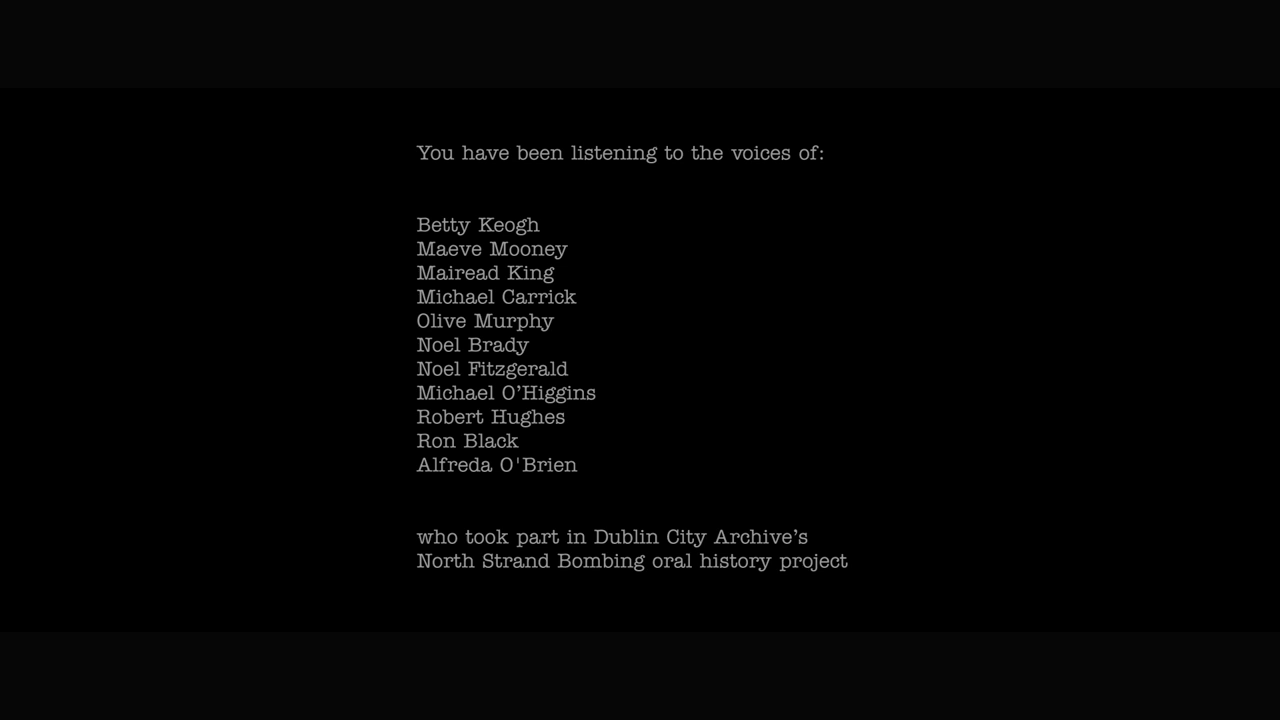 You have been listening to the voices of:
Betty Keogh
Maeve Mooney
Mairead King
Michael Carrick
Olive Murphy
Noel Brady
Noel Fitzgerald
Michael O’Higgins
Robert Hughes
Ron Black
Alfreda O'Brien
who took part in Dublin City Archive’s
North Strand Bombing oral history project